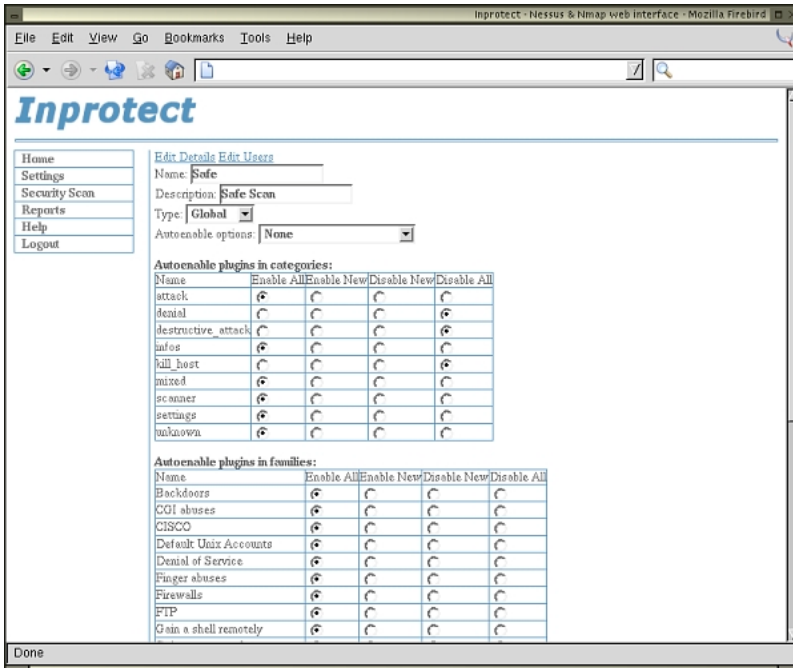 Inprotect - Nessus & Nmap web interface - Mozilla Firebird
File Edit View Go Bookmarks Tools Help
Inprotect
Home
Settings
Security Scan
Reports
Help
Logout
Edit Details Edit Users
Name: Safe
Description: Safe Scan
Type: Global
Autoenable options: None
Autoenable plugins in categories:
Name Enable All Enable New Disable New Disable All
attack
denial
destructive_attack
infos
kill_host
mixed
scanner
settings
unknown
Autoenable plugins in families:
Name Enable All Enable New Disable New Disable All
Backdoors
CGI abuses
CISCO
Default Unix Accounts
Denial of Service
Finger abuses
Firewalls
FTP
Gain a shell remotely
Done